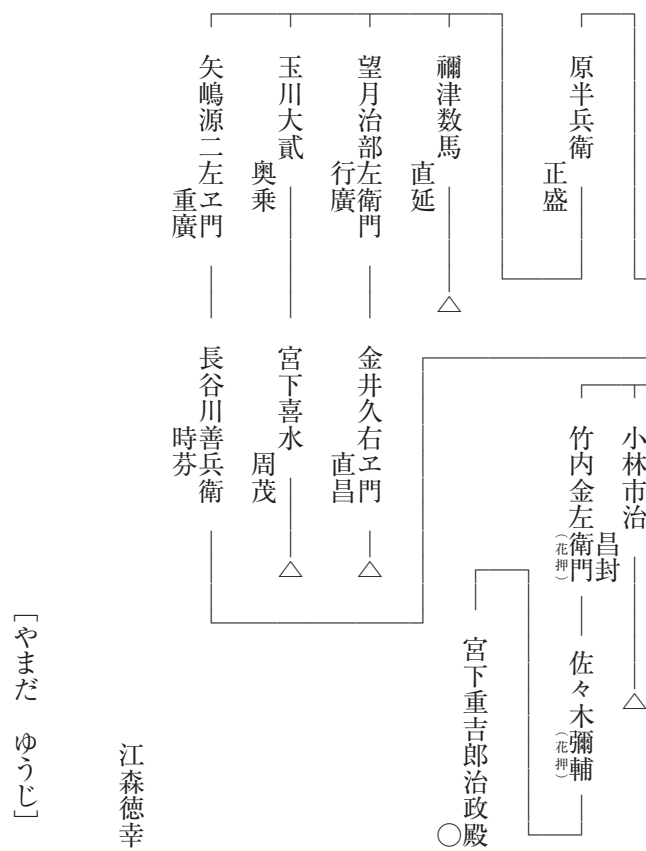 原半兵衛
正盛
禰津数馬
直延
△
望月治部左衛門
行廣
金井久右ヱ門
直昌
△
玉川大貳
奥乗
宮下喜水
周茂
△
矢嶋源二左ヱ門
重廣
長谷川善兵衛
時芬
小林市治
昌封
△
竹内金左衛門
（花押）
佐々木彌輔
（花押）
宮下重吉郎治政殿
○
江森徳幸
［やまだ　ゆうじ］